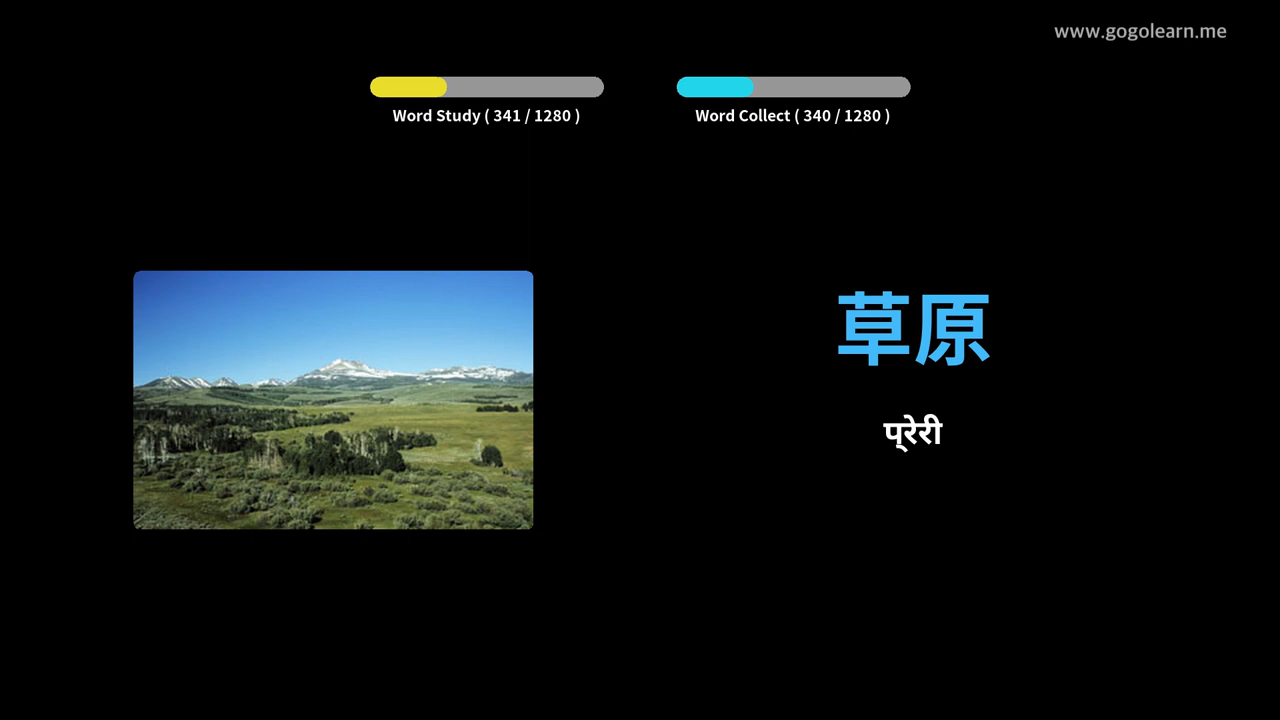 www.gogolearn.me
Word Study ( 341 / 1280 )
Word Collect ( 340 / 1280 )
草原
प्रेरी